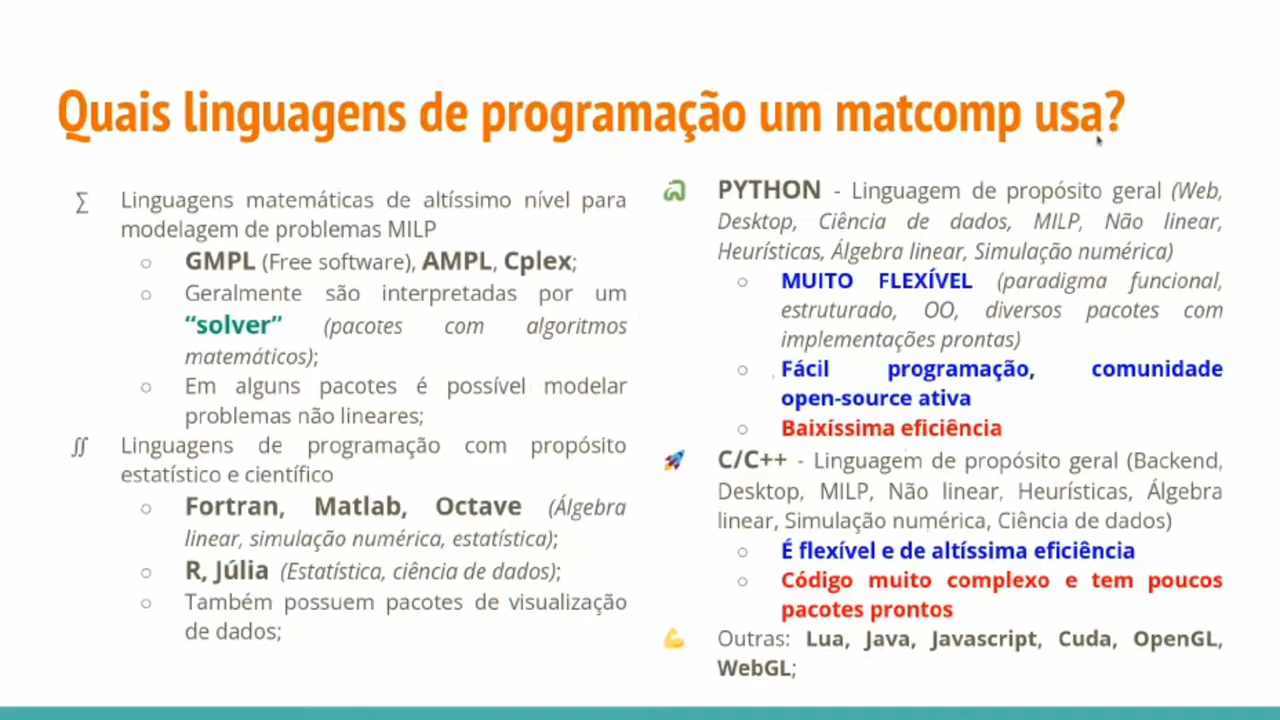 Quais linguagens de programação um matcomp usa?
∑ Linguagens matemáticas de altíssimo nível para
modelagem de problemas MILP
○ GMPL (Free software), AMPL, Cplex;
○ Geralmente são interpretadas por um
“solver” (pacotes com algoritmos
matemáticos);
○ Em alguns pacotes é possível modelar
problemas não lineares;
∬ Linguagens de programação com propósito
estatístico e científico
○ Fortran, Matlab, Octave (Álgebra
linear, simulação numérica, estatística);
○ R, Júlia (Estatística, ciência de dados);
○ Também possuem pacotes de visualização
de dados;
PYTHON - Linguagem de propósito geral (Web,
Desktop, Ciência de dados, MILP, Não linear,
Heurísticas, Álgebra linear, Simulação numérica)
○ MUITO FLEXÍVEL (paradigma funcional,
estruturado, OO, diversos pacotes com
implementações prontas)
○ Fácil programação, comunidade
open-source ativa
○ Baixíssima eficiência
🚀 C/C++ - Linguagem de propósito geral (Backend,
Desktop, MILP, Não linear, Heurísticas, Álgebra
linear, Simulação numérica, Ciência de dados)
○ É flexível e de altíssima eficiência
○ Código muito complexo e tem poucos
pacotes prontos
💪 Outras: Lua, Java, Javascript, Cuda, OpenGL,
WebGL;